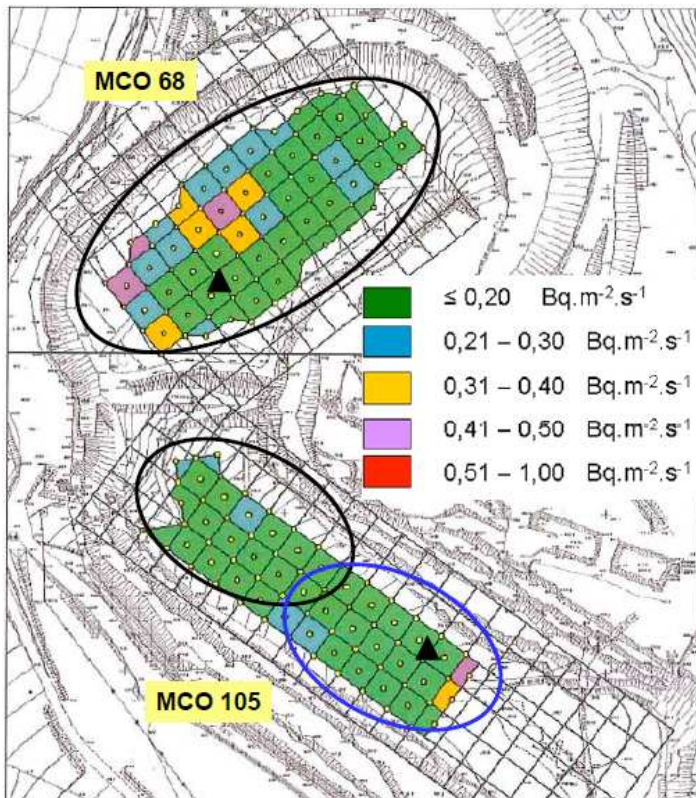 MCO 68
≤ 0,20 Bq.m⁻².s⁻¹
0,21 – 0,30 Bq.m⁻².s⁻¹
0,31 – 0,40 Bq.m⁻².s⁻¹
0,41 – 0,50 Bq.m⁻².s⁻¹
0,51 – 1,00 Bq.m⁻².s⁻¹
MCO 105